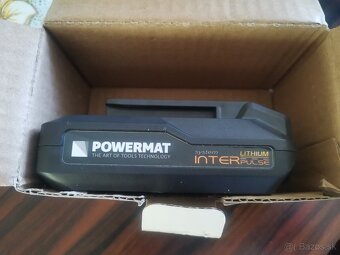 POWERMAT
THE ART OF TOOLS TECHNOLOGY
system
LITHIUM
INTER PULSE
© Bazos.sk